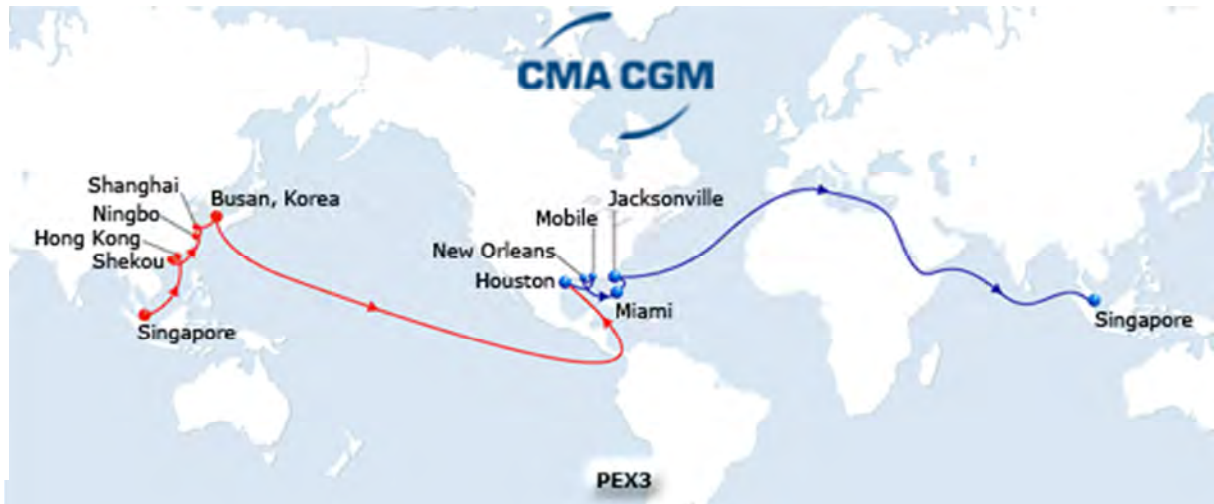 CMA CGM
Shanghai
Busan, Korea
Ningbo
Hong Kong
Shekou
Singapore
Jacksonville
Mobile
New Orleans
Houston
Miami
Singapore
PEX3